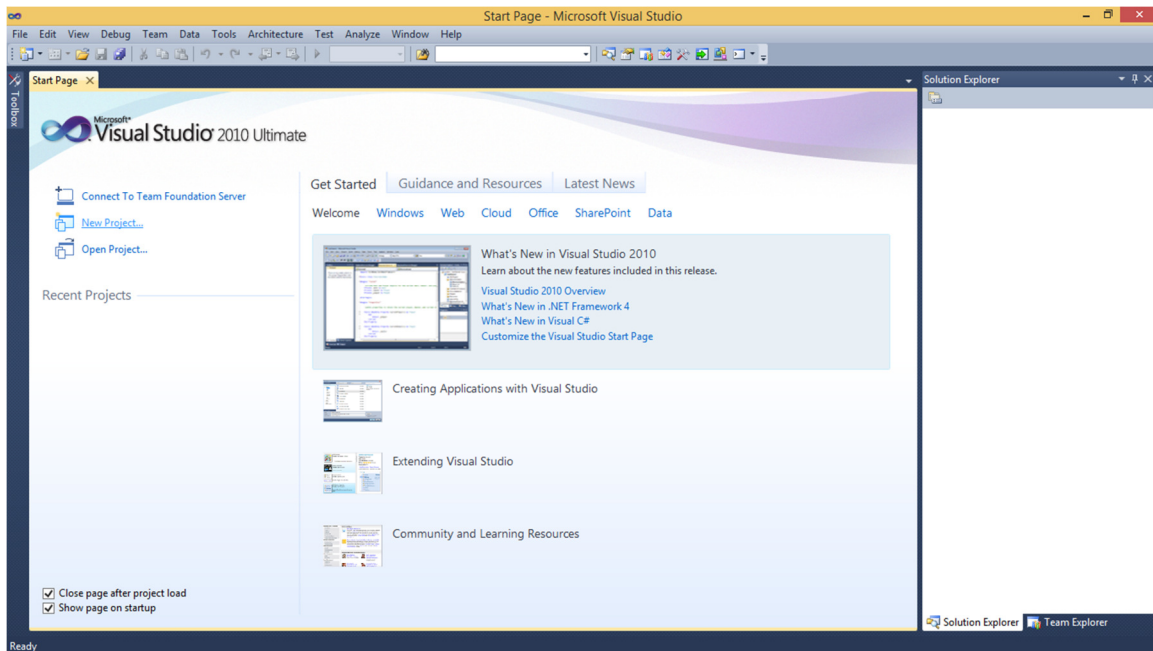 Start Page - Microsoft Visual Studio
File Edit View Debug Team Data Tools Architecture Test Analyze Window Help
Toolbox
Start Page
Solution Explorer
Microsoft®
Visual Studio® 2010 Ultimate
Connect To Team Foundation Server
New Project...
Open Project...
Recent Projects
Get Started Guidance and Resources Latest News
Welcome Windows Web Cloud Office SharePoint Data
What's New in Visual Studio 2010
Learn about the new features included in this release.
Visual Studio 2010 Overview
What's New in .NET Framework 4
What's New in Visual C#
Customize the Visual Studio Start Page
Creating Applications with Visual Studio
Extending Visual Studio
Community and Learning Resources
Close page after project load
Show page on startup
Solution Explorer Team Explorer
Ready